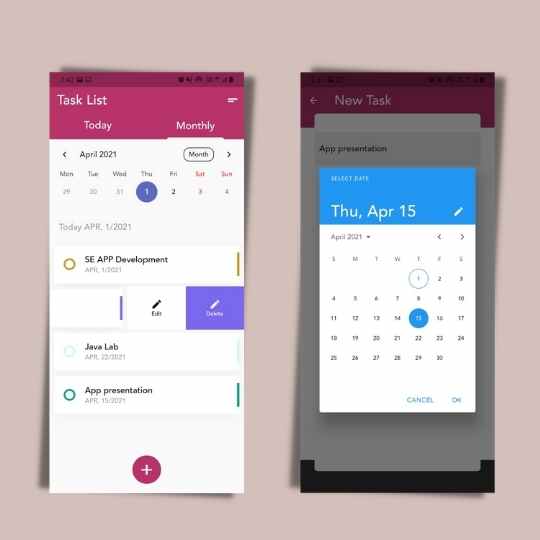 Task List
Today Monthly
April 2021 Month
Mon Tue Wed Thu Fri Sat Sun
29 30 31 1 2 3 4
Today APR, 1/2021
SE APP Development
APR, 1/2021
Edit Delete
Java Lab
APR, 22/2021
App presentation
APR, 15/2021
New Task
App presentation
SELECT DATE
Thu, Apr 15
April 2021
S M T W T F S
1 2 3
4 5 6 7 8 9 10
11 12 13 14 15 16 17
18 19 20 21 22 23 24
25 26 27 28 29 30
CANCEL OK